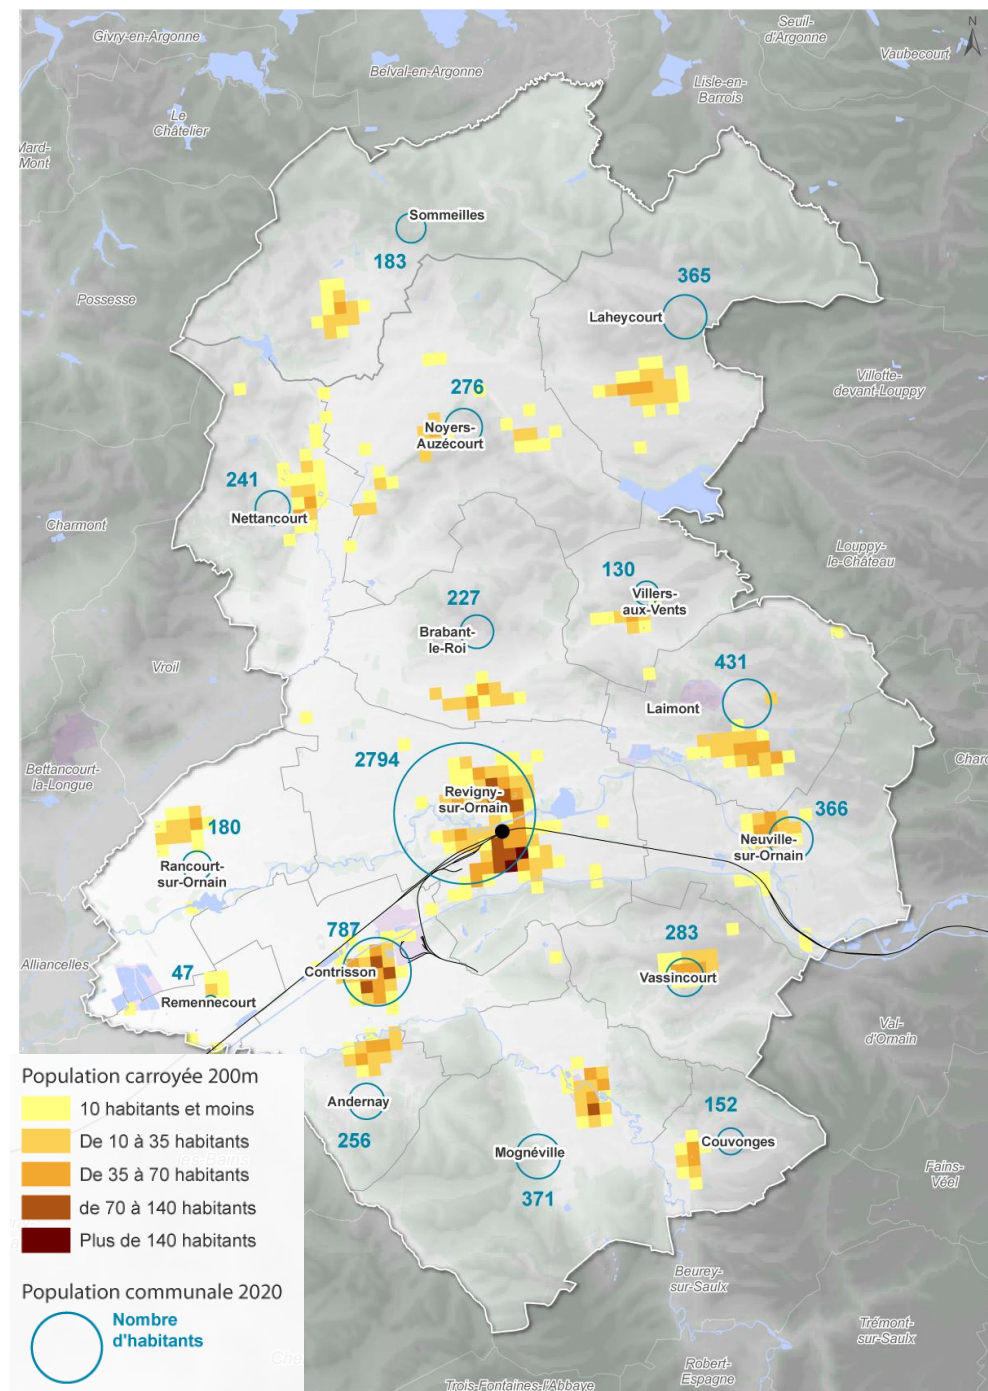 N
Givry-en-Argonne
Seuil-
d'Argonne
Vaubecourt
Belval-en-Argonne
Lisle-en-
Barrois
Le
Châtelier
Mont
Sommeilles
183
365
Possesse
Laheycourt
Villotte-
devant-Louppy
276
Noyers-
Auzécourt
241
Nettancourt
Charmont
Louppy-
le-Château
130
Villers-
aux-Vents
227
Brabant-
le-Roi
Vroil
431
Laimont
2794
Bettancourt-
la-Longue
Revigny-
sur-Ornain
366
180
Neuville-
sur-Ornain
Rancourt-
sur-Ornain
787
283
Alliancelles
47
Contrisson
Vassincourt
Remennecourt
Val-
d'Ornain
Andernay
256
152
Couvonges
Mognéville
371
Fains-
Véel
Beurey-
sur-Saulx
Trémont-
sur-Saulx
Robert-
Espagne
Trois-Fontaines-l'Abbaye
Population carroyée 200m
10 habitants et moins
De 10 à 35 habitants
De 35 à 70 habitants
de 70 à 140 habitants
Plus de 140 habitants
Population communale 2020
Nombre
d'habitants